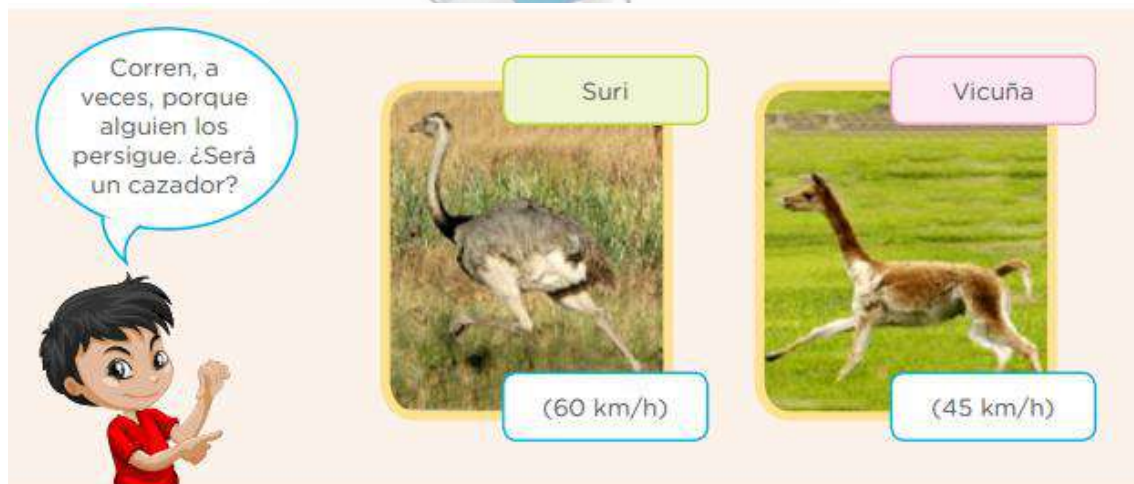 Corren, a
veces, porque
alguien los
persigue. ¿Será
un cazador?
Suri
Vicuña
(60 km/h)
(45 km/h)